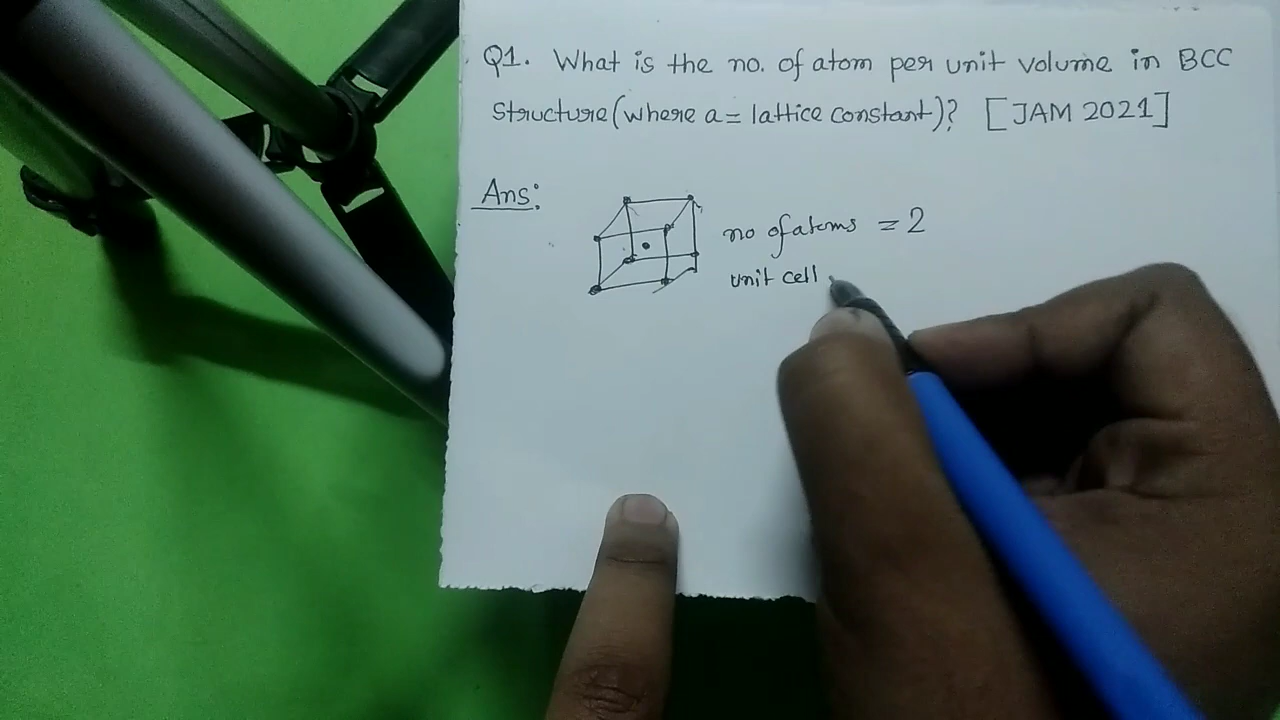 Q1. What is the no. of atom per unit volume in BCC
structure (where a = lattice constant)? [JAM 2021]
Ans:
no of atoms = 2
unit cell